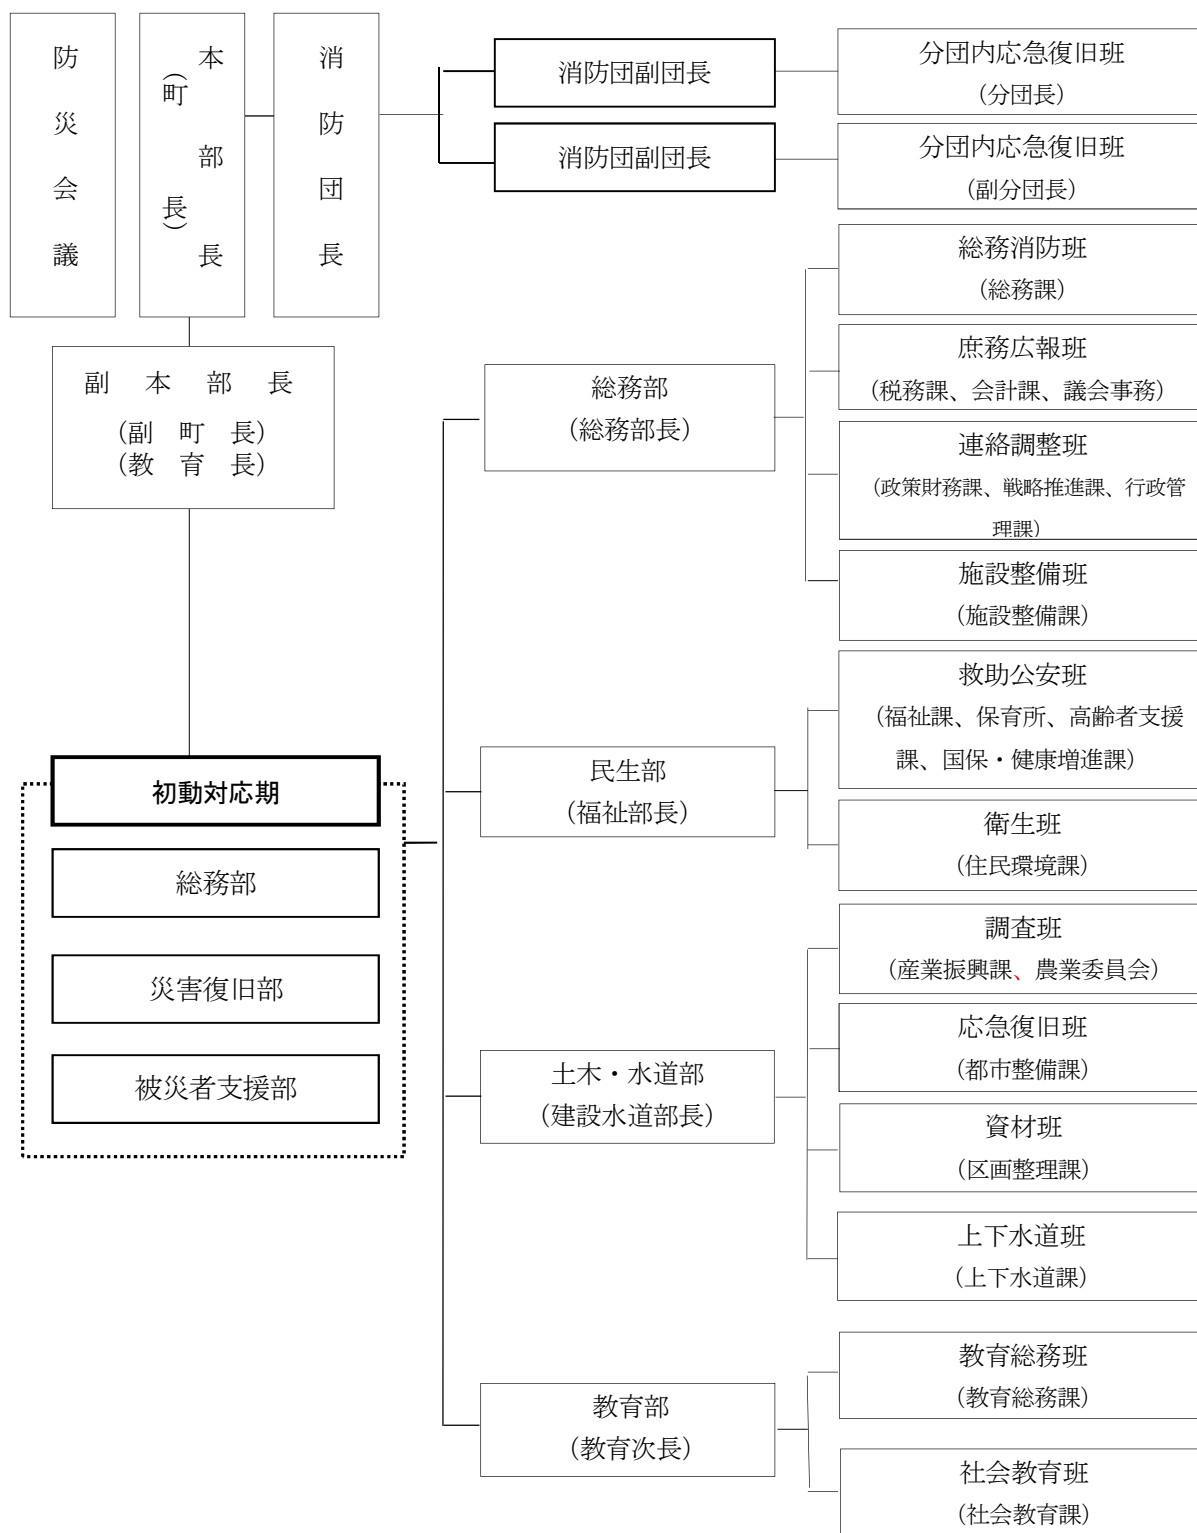 防災会議
本部長
(町長)
消防団長
消防団副団長
分団内応急復旧班
(分団長)
消防団副団長
分団内応急復旧班
(副分団長)
副本部長
(副町長)
(教育長)
総務部
(総務部長)
総務消防班
(総務課)
庶務広報班
(税務課、会計課、議会事務)
連絡調整班
(政策財務課、戦略推進課、行政管
理課)
施設整備班
(施設整備課)
初動対応期
総務部
災害復旧部
被災者支援部
民生部
(福祉部長)
救助公安班
(福祉課、保育所、高齢者支援
課、国保・健康増進課)
衛生班
(住民環境課)
土木・水道部
(建設水道部長)
調査班
(産業振興課、農業委員会)
応急復旧班
(都市整備課)
資材班
(区画整理課)
上下水道班
(上下水道課)
教育部
(教育次長)
教育総務班
(教育総務課)
社会教育班
(社会教育課)